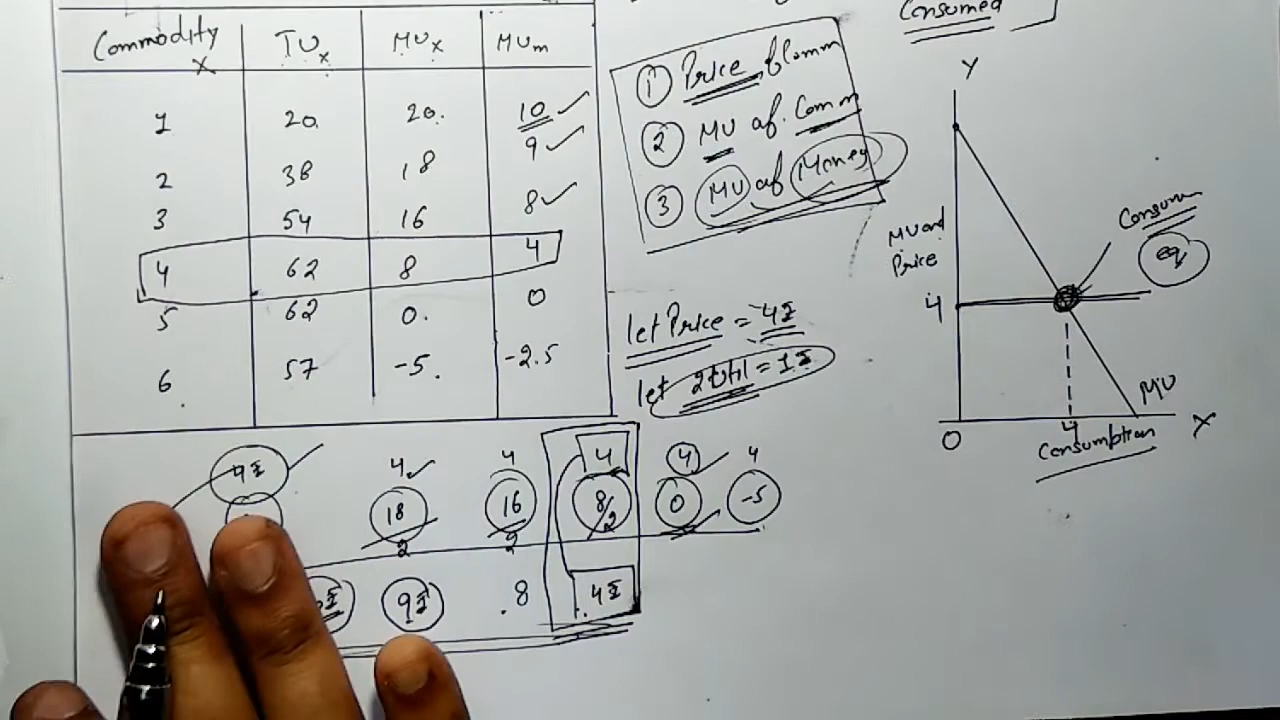 Consumed
Commodity x TUx MUx MUm
1 20. 20. 10
2 38 18 9
3 54 16 8
4 62 8 4
5 62 0. 0
6 57 -5. -2.5
① Price of Comm
② MU of Comm
③ MU of Money
let Price = 4₹
let 2util = 1₹
4 4 4 4 4
18/2 16/2 8/2 0 -5
9₹ .8 .4₹
Y
MU and
Price
4
Consum
eq
MU
0 4 X
Consumption